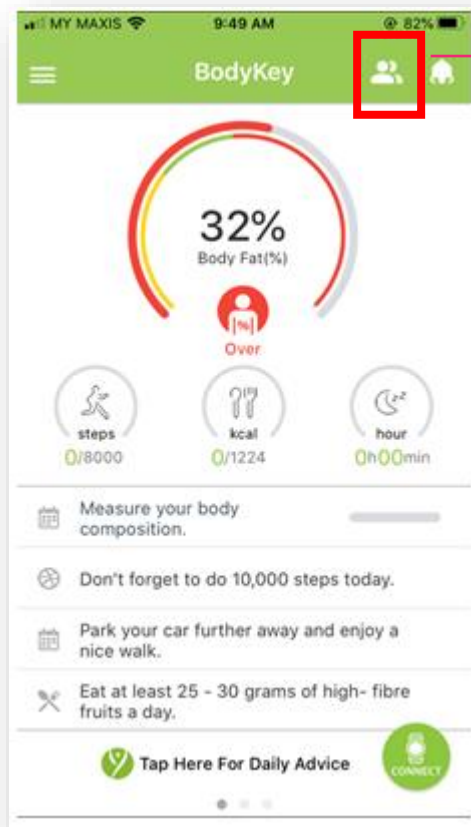 MY MAXIS 9:49 AM @ 82%
BodyKey
32%
Body Fat(%)
|%|
Over
steps kcal hour
0/8000 0/1224 0h00min
Measure your body
composition.
Don't forget to do 10,000 steps today.
Park your car further away and enjoy a
nice walk.
Eat at least 25 - 30 grams of high- fibre
fruits a day.
Tap Here For Daily Advice
CONNECT